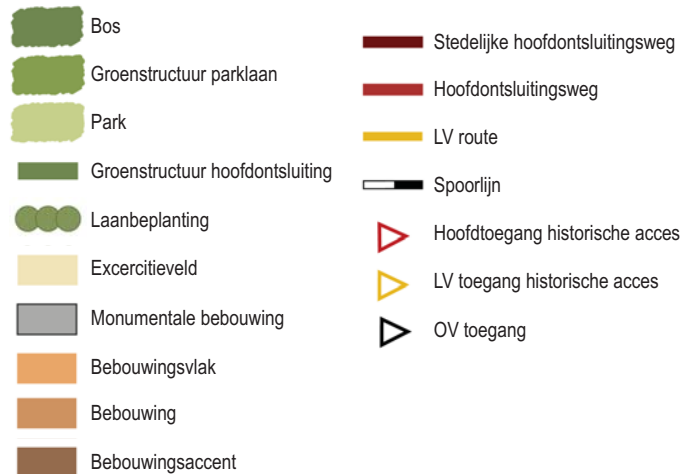 Bos
Groenstructuur parklaan
Park
Groenstructuur hoofdontsluiting
Laanbeplanting
Excercitieveld
Monumentale bebouwing
Bebouwingsvlak
Bebouwing
Bebouwingsaccent
Stedelijke hoofdontsluitingsweg
Hoofdontsluitingsweg
LV route
Spoorlijn
Hoofdtoegang historische acces
LV toegang historische acces
OV toegang